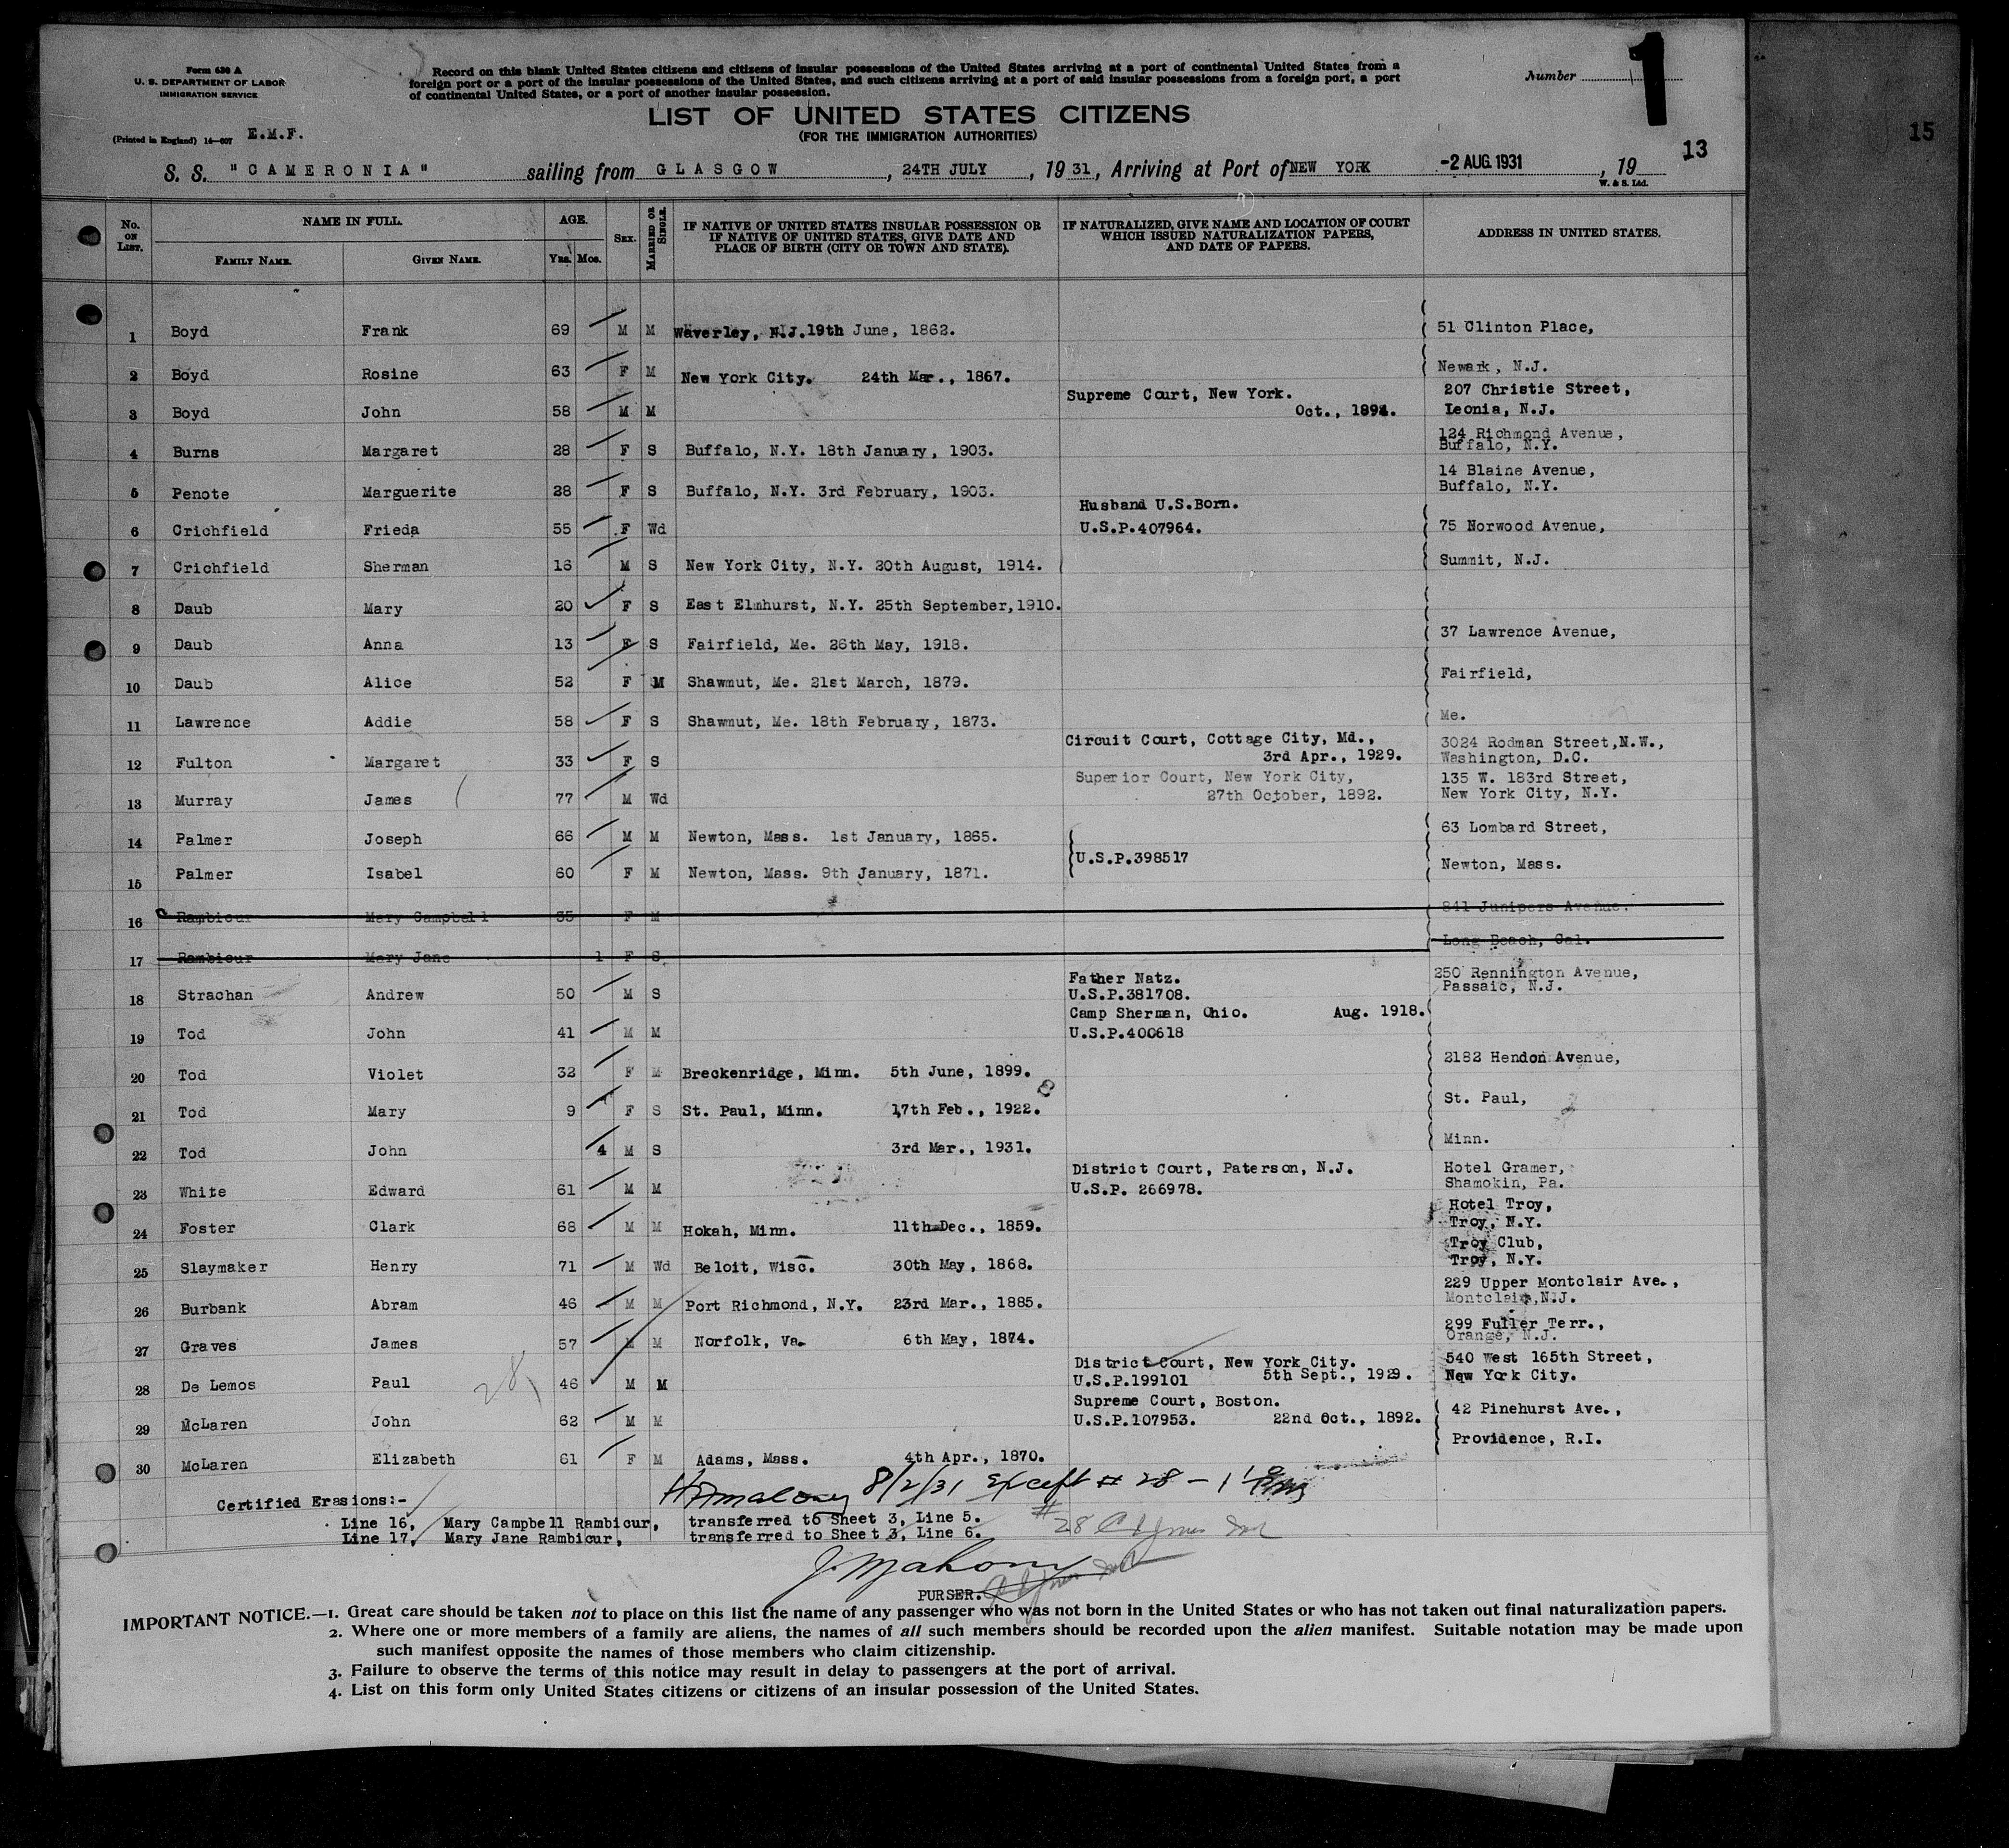 Form 630 A
U. S. DEPARTMENT OF LABOR
IMMIGRATION SERVICE
(Printed in England) 14—607 E.M.F.
Record on this blank United States citizens and citizens of insular possessions of the United States arriving at a port of continental United States from a
foreign port or a port of the insular possessions of the United States, and such citizens arriving at a port of said insular possessions from a foreign port, a port
of continental United States, or a port of another insular possession.
Number 1
LIST OF UNITED STATES CITIZENS
(FOR THE IMMIGRATION AUTHORITIES)
13
15
S. S. "CAMERONIA" sailing from GLASGOW, 24TH JULY, 19 31, Arriving at Port of NEW YORK -2 AUG. 1931, 19
W. & S. Ltd.
No. ON LIST. NAME IN FULL. AGE. SEX. MARRIED OR SINGLE. IF NATIVE OF UNITED STATES INSULAR POSSESSION OR IF NATIVE OF UNITED STATES, GIVE DATE AND PLACE OF BIRTH (CITY OR TOWN AND STATE). IF NATURALIZED, GIVE NAME AND LOCATION OF COURT WHICH ISSUED NATURALIZATION PAPERS, AND DATE OF PAPERS. ADDRESS IN UNITED STATES.
FAMILY NAME. GIVEN NAME. YRS. MOS.
1 Boyd Frank 69 M M Waverley, N.J. 19th June, 1862. 51 Clinton Place,
2 Boyd Rosine 63 F M New York City. 24th Mar., 1867. Newark, N.J.
3 Boyd John 58 M M Supreme Court, New York. Oct., 1894. 207 Christie Street, Leonia, N.J.
4 Burns Margaret 28 F S Buffalo, N.Y. 18th January, 1903. 124 Richmond Avenue, Buffalo, N.Y.
5 Penote Marguerite 28 F S Buffalo, N.Y. 3rd February, 1903. 14 Blaine Avenue, Buffalo, N.Y.
6 Crichfield Frieda 55 F Wd Husband U.S.Born. U.S.P.407964. 75 Norwood Avenue,
7 Crichfield Sherman 16 M S New York City, N.Y. 20th August, 1914. Summit, N.J.
8 Daub Mary 20 F S East Elmhurst, N.Y. 25th September,1910.
9 Daub Anna 13 F S Fairfield, Me. 26th May, 1918. 37 Lawrence Avenue,
10 Daub Alice 52 F M Shawmut, Me. 21st March, 1879. Fairfield,
11 Lawrence Addie 58 F S Shawmut, Me. 18th February, 1873. Me.
12 Fulton Margaret 33 F S Circuit Court, Cottage City, Md., 3rd Apr., 1929. 3024 Rodman Street,N.W., Washington, D.C.
13 Murray James 77 M Wd Superior Court, New York City, 27th October, 1892. 135 W. 183rd Street, New York City, N.Y.
14 Palmer Joseph 66 M M Newton, Mass. 1st January, 1865. U.S.P.398517 63 Lombard Street,
15 Palmer Isabel 60 F M Newton, Mass. 9th January, 1871. Newton, Mass.
16 Rambicur Mary Campbell 35 F M 841 Junipero Avenue.
17 Rambicur Mary Jane 1 F S Long Beach, Cal.
18 Strachan Andrew 50 M S Father Natz. U.S.P.381708. 250 Rennington Avenue, Passaic, N.J.
19 Tod John 41 M M Camp Sherman, Ohio. Aug. 1918. U.S.P.400618
20 Tod Violet 32 F M Breckenridge, Minn. 5th June, 1899. 2182 Hendon Avenue,
21 Tod Mary 9 F S St. Paul, Minn. 17th Feb., 1922. St. Paul,
22 Tod John 4 M S 3rd Mar., 1931. Minn.
23 White Edward 61 M M District Court, Paterson, N.J. U.S.P. 266978. Hotel Gramer, Shamokin, Pa.
24 Foster Clark 68 M M Hokah, Minn. 11th Dec., 1859. Hotel Troy, Troy, N.Y.
25 Slaymaker Henry 71 M Wd Beloit, Wisc. 30th May, 1868. Troy Club, Troy, N.Y.
26 Burbank Abram 46 M M Port Richmond, N.Y. 23rd Mar., 1885. 229 Upper Montclair Ave., Montclair,N.J.
27 Graves James 57 M M Norfolk, Va. 6th May, 1874. 299 Fuller Terr., Orange, N.J.
28 De Lemos Paul 46 M M District Court, New York City. U.S.P.199101 5th Sept., 1929. 540 West 165th Street, New York City.
29 McLaren John 62 M M Supreme Court, Boston. U.S.P.107953. 22nd Oct., 1892. 42 Pinehurst Ave.,
30 McLaren Elizabeth 61 F M Adams, Mass. 4th Apr., 1870. Providence, R.I.
8/2/31 except # 28 — 1
Certified Erasions:-
Line 16, Mary Campbell Rambicur, transferred to Sheet 3, Line 5.
Line 17, Mary Jane Rambicur, transferred to Sheet 3, Line 6.
#28
PURSER.
IMPORTANT NOTICE.—1. Great care should be taken not to place on this list the name of any passenger who was not born in the United States or who has not taken out final naturalization papers.
2. Where one or more members of a family are aliens, the names of all such members should be recorded upon the alien manifest. Suitable notation may be made upon
such manifest opposite the names of those members who claim citizenship.
3. Failure to observe the terms of this notice may result in delay to passengers at the port of arrival.
4. List on this form only United States citizens or citizens of an insular possession of the United States.